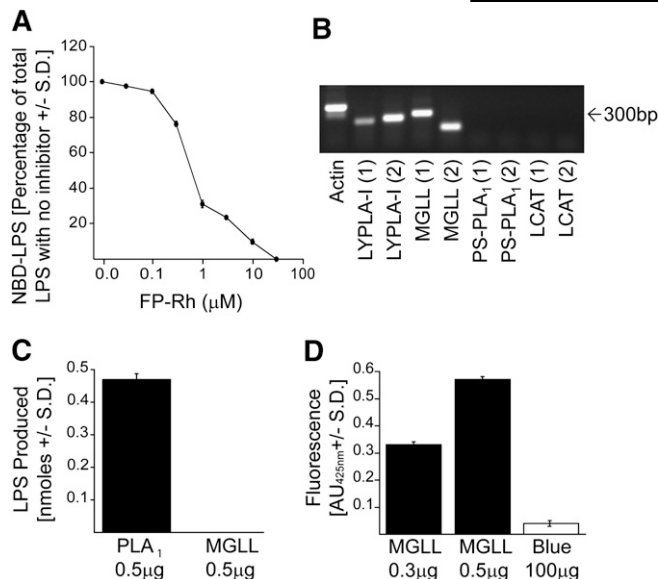 A
NBD-LPS [Percentage of total
LPS with no inhibitor +/- S.D.]
120
100
80
60
40
20
0.0 0.1 1 10 100
FP-Rh (μM)
B
←300bp
Actin
LYPLA-I (1)
LYPLA-I (2)
MGLL (1)
MGLL (2)
PS-PLA₁ (1)
PS-PLA₁ (2)
LCAT (1)
LCAT (2)
C
LPS Produced
[nmoles +/- S.D.]
0.5
0.4
0.3
0.2
0.1
PLA₁ MGLL
0.5μg 0.5μg
D
Fluorescence
[AU₄₂₅ₙₘ+/- S.D.]
0.6
0.5
0.3
0.1
MGLL MGLL Blue
0.3μg 0.5μg 100μg